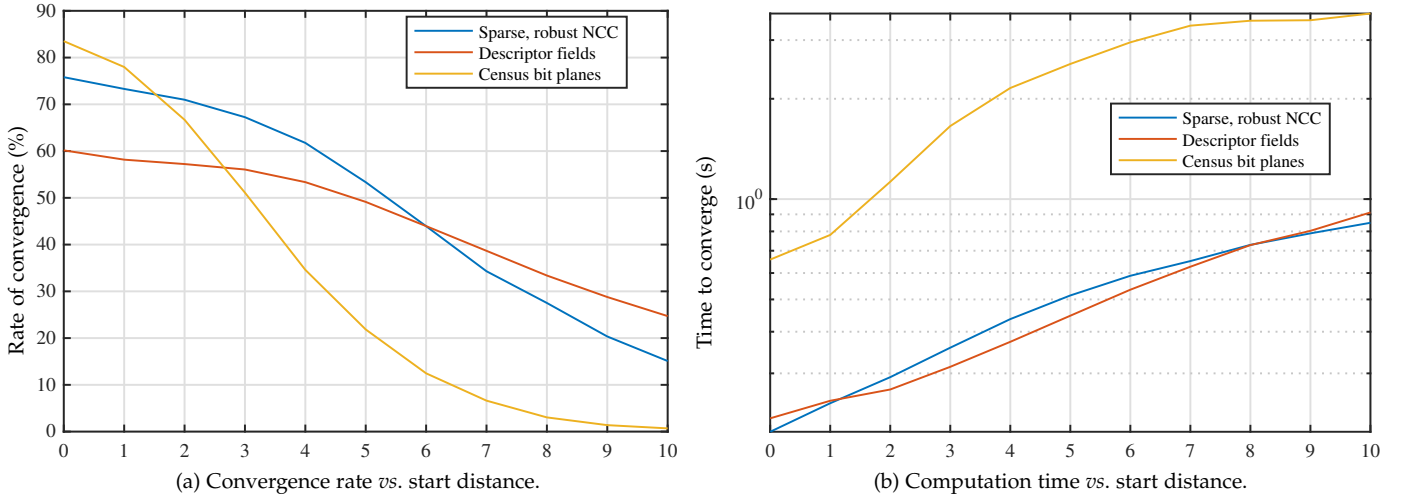 90
80
70
60
50
40
30
20
10
0
Rate of convergence (%)
Sparse, robust NCC
Descriptor fields
Census bit planes
0 1 2 3 4 5 6 7 8 9 10
(a) Convergence rate vs. start distance.
10^0
Time to converge (s)
Sparse, robust NCC
Descriptor fields
Census bit planes
0 1 2 3 4 5 6 7 8 9 10
(b) Computation time vs. start distance.